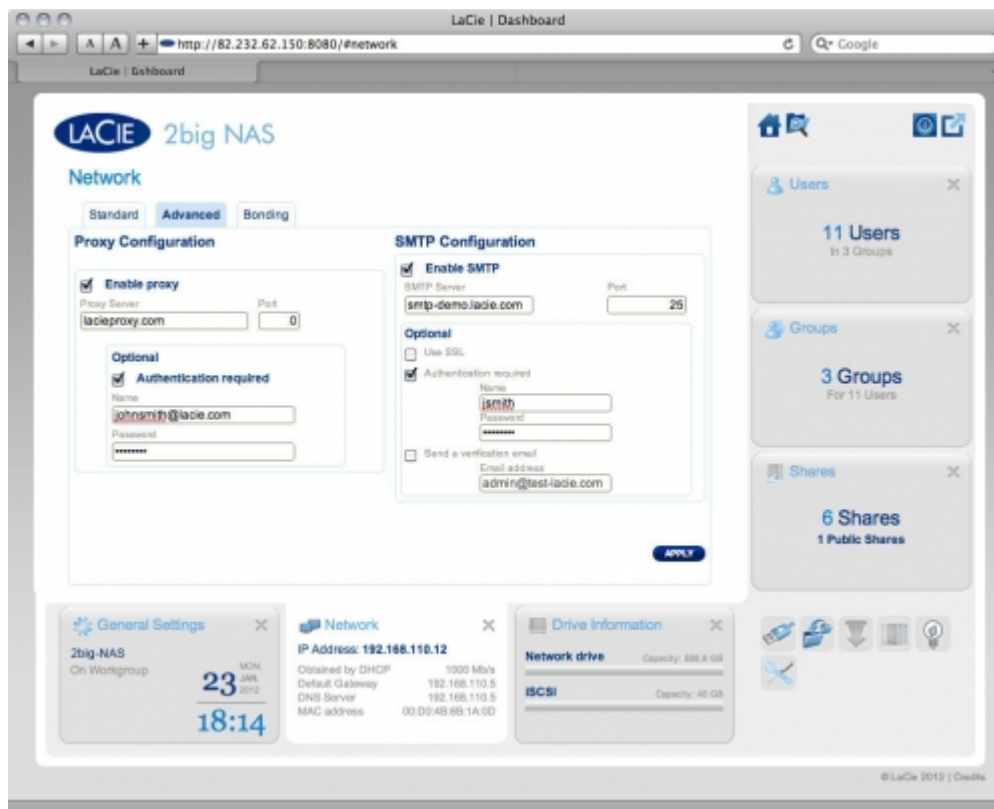 LaCie | Dashboard
A A + http://82.232.62.150:8080/#network
Google
LaCie | Dshboard
LACIE 2big NAS
Network
Standard Advanced Bonding
Proxy Configuration
Enable proxy
Proxy Server Port
lacieproxy.com 0
Optional
Authentication required
Name
johnsmith@lacie.com
Password
••••••••
SMTP Configuration
Enable SMTP
SMTP Server Port
smtp-demo.lacie.com 25
Optional
Use SSL
Authentication required
Name
jsmith
Password
••••••••
Send a verification email
Email address
admin@test-lacie.com
APPLY
Users
11 Users
In 3 Groups
Groups
3 Groups
For 11 Users
Shares
6 Shares
1 Public Shares
General Settings
2big-NAS
On Workgroup
23 MON. JAN. 2012
18:14
Network
IP Address: 192.168.110.12
Obtained by DHCP 1000 Mb/s
Default Gateway 192.168.110.5
DNS Server 192.168.110.5
MAC address 00:D0:4B:8B:1A:0D
Drive Information
Network drive Capacity: 888.8 GB
iSCSI Capacity: 40 GB
© LaCie 2012 | Credits